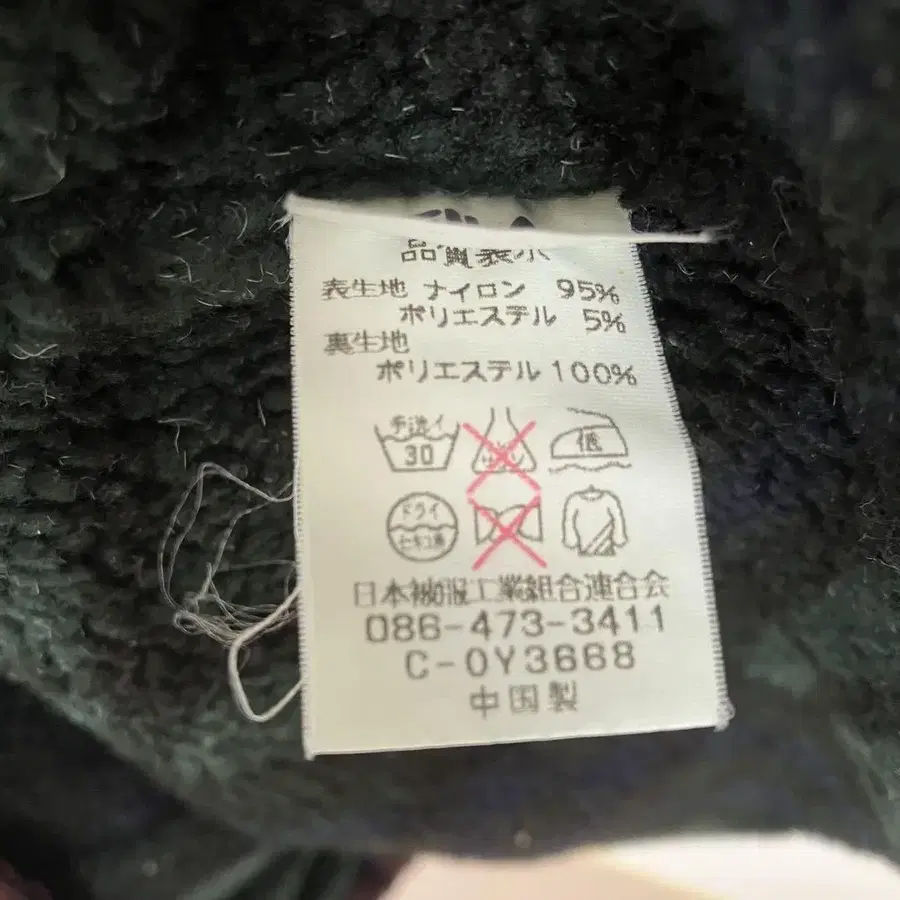 品質表示
表生地 ナイロン 95%
ポリエステル 5%
裏生地
ポリエステル 100%
手洗イ
30
低
ドライ
セキユ系
日本被服工業組合連合会
086-473-3411
C-0Y3668
中国製